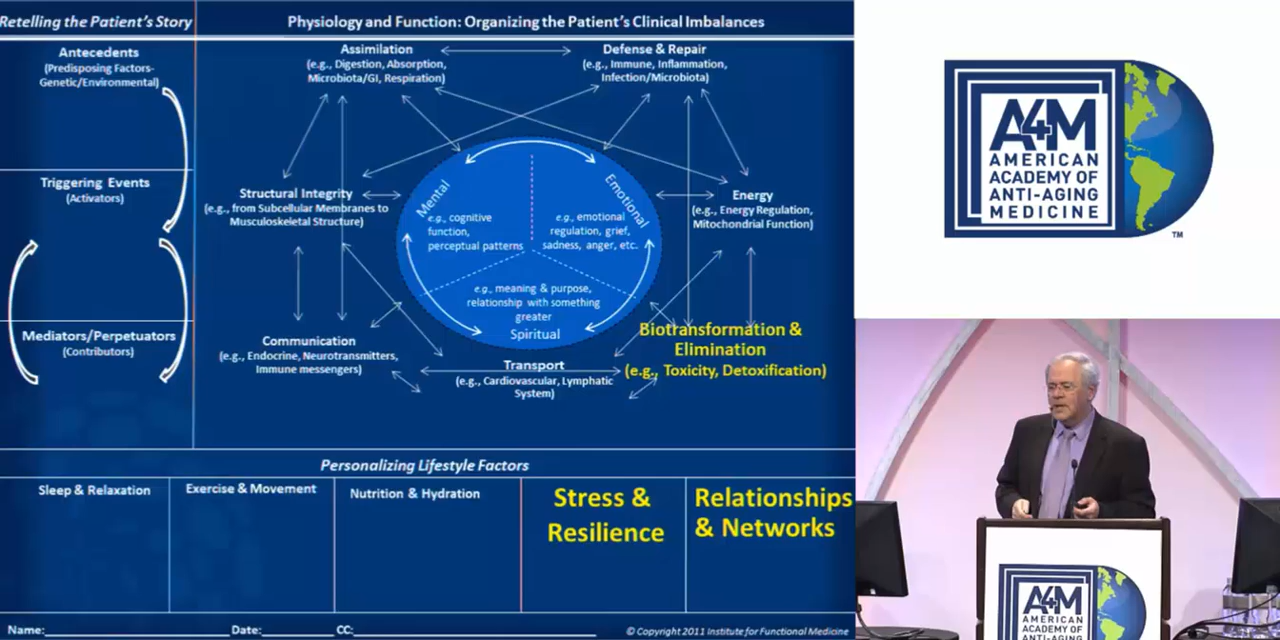 Retelling the Patient's Story
Physiology and Function: Organizing the Patient's Clinical Imbalances
Antecedents
(Predisposing Factors-
Genetic/Environmental)
Triggering Events
(Activators)
Mediators/Perpetuators
(Contributors)
Assimilation
(e.g., Digestion, Absorption,
Microbiota/GI, Respiration)
Defense & Repair
(e.g., Immune, Inflammation,
Infection/Microbiota)
Structural Integrity
(e.g., from Subcellular Membranes to
Musculoskeletal Structure)
Mental
e.g., cognitive
function,
perceptual patterns
Emotional
e.g., emotional
regulation, grief,
sadness, anger, etc.
Energy
(e.g., Energy Regulation,
Mitochondrial Function)
e.g., meaning & purpose,
relationship with something
greater
Spiritual
Communication
(e.g., Endocrine, Neurotransmitters,
Immune messengers)
Transport
(e.g., Cardiovascular, Lymphatic
System)
Biotransformation &
Elimination
(e.g., Toxicity, Detoxification)
Personalizing Lifestyle Factors
Sleep & Relaxation
Exercise & Movement
Nutrition & Hydration
Stress &
Resilience
Relationships
& Networks
Name:
Date:
CC:
© Copyright 2011 Institute for Functional Medicine
A4M
AMERICAN
ACADEMY OF
ANTI-AGING
MEDICINE
TM
A4M
AMERICAN
ACADEMY OF
ANTI-AGING